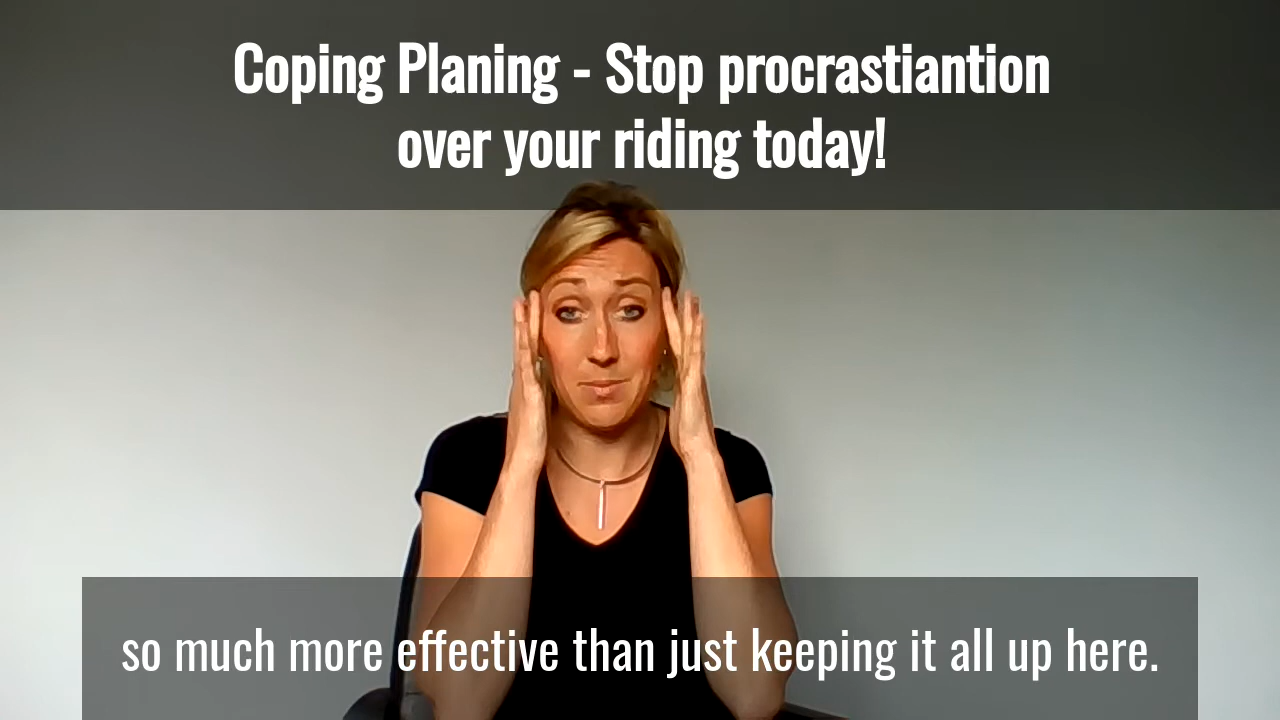 Coping Planing - Stop procrastiantion
over your riding today!
so much more effective than just keeping it all up here.